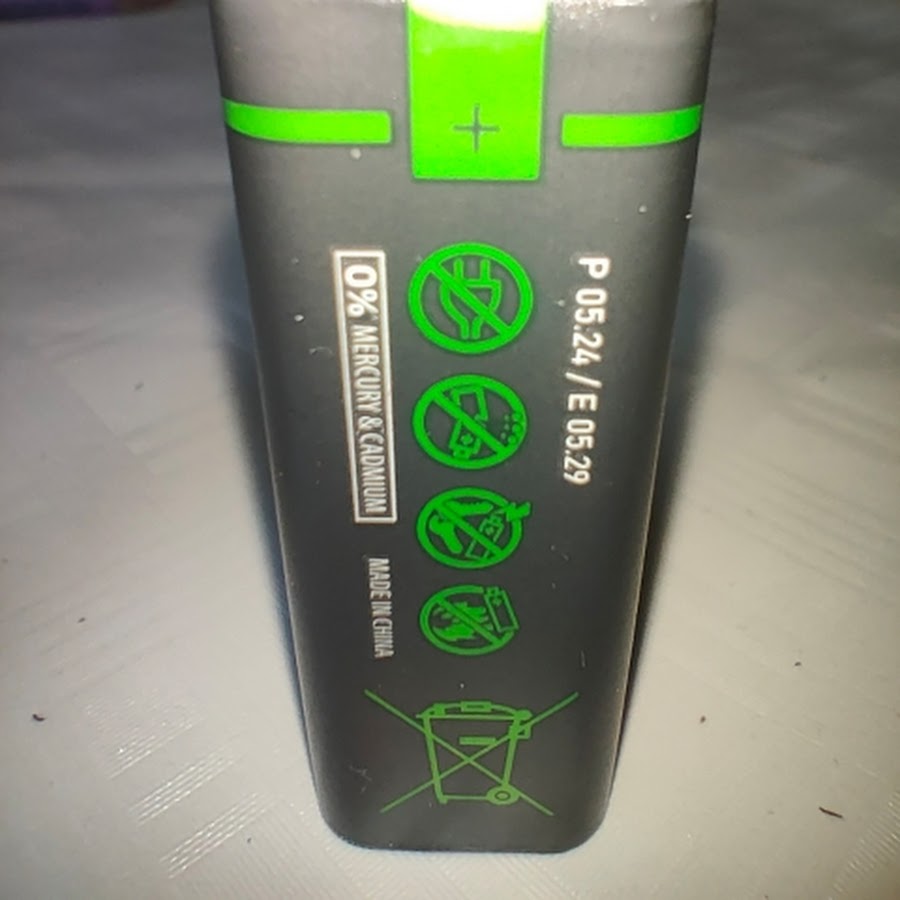 +
P 05.24 / E 05.29
0% MERCURY & CADMIUM
MADE IN CHINA